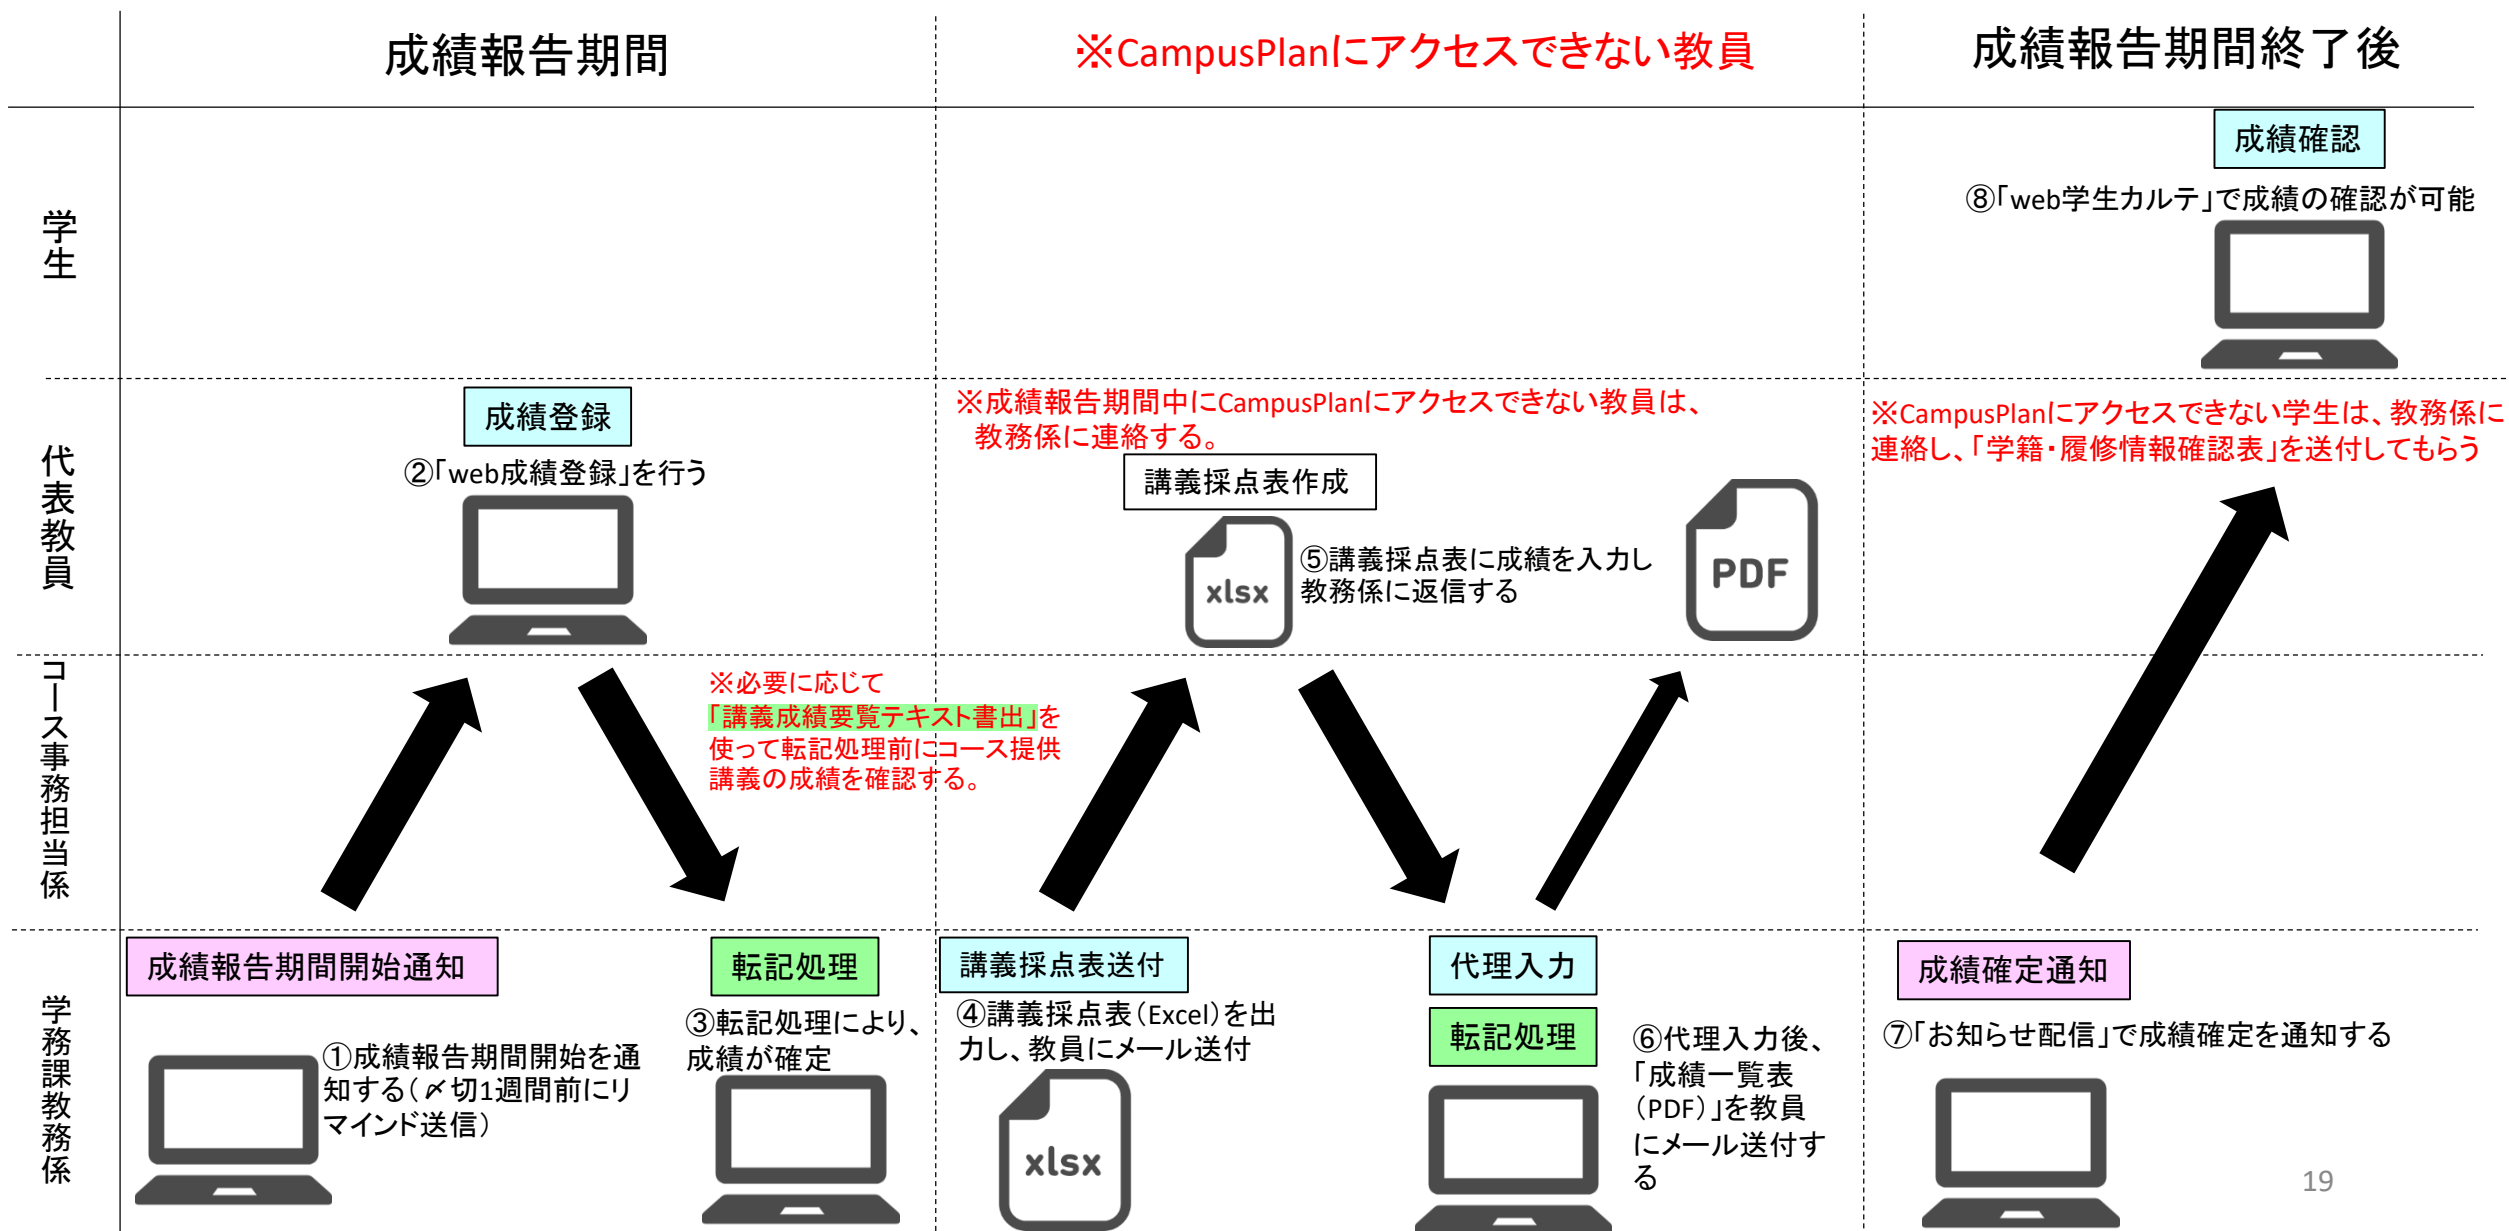 成績報告期間
※CampusPlanにアクセスできない教員
成績報告期間終了後
学生
成績確認
⑧「web学生カルテ」で成績の確認が可能
代表教員
成績登録
②「web成績登録」を行う
※成績報告期間中にCampusPlanにアクセスできない教員は、
教務係に連絡する。
講義採点表作成
xlsx
⑤講義採点表に成績を入力し
教務係に返信する
PDF
※CampusPlanにアクセスできない学生は、教務係に
連絡し、「学籍・履修情報確認表」を送付してもらう
コース事務担当係
※必要に応じて
「講義成績要覧テキスト書出」を
使って転記処理前にコース提供
講義の成績を確認する。
学務課教務係
成績報告期間開始通知
①成績報告期間開始を通
知する(〆切1週間前にリ
マインド送信)
転記処理
③転記処理により、
成績が確定
講義採点表送付
④講義採点表(Excel)を出
力し、教員にメール送付
xlsx
代理入力
転記処理
⑥代理入力後、
「成績一覧表
(PDF)」を教員
にメール送付す
る
成績確定通知
⑦「お知らせ配信」で成績確定を通知する
19